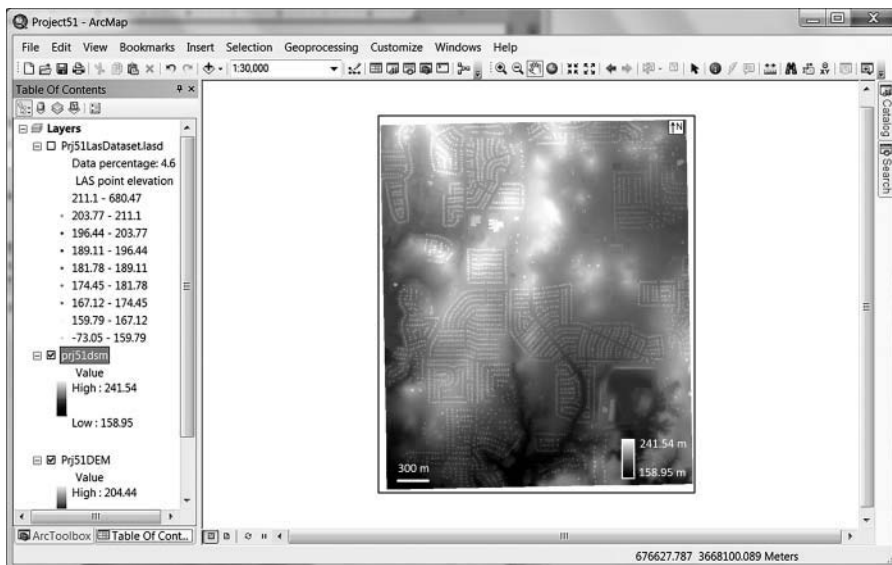 Project51 - ArcMap
File Edit View Bookmarks Insert Selection Geoprocessing Customize Windows Help
1:30,000
Table Of Contents
Layers
Prj51LasDataset.lasd
Data percentage: 4.6
LAS point elevation
211.1 - 680.47
203.77 - 211.1
196.44 - 203.77
189.11 - 196.44
181.78 - 189.11
174.45 - 181.78
167.12 - 174.45
159.79 - 167.12
-73.05 - 159.79
prj51dsm
Value
High : 241.54
Low : 158.95
Prj51DEM
Value
High : 204.44
ArcToolbox Table Of Cont...
N
300 m
241.54 m
158.95 m
Catalog
Search
676627.787 3668100.089 Meters